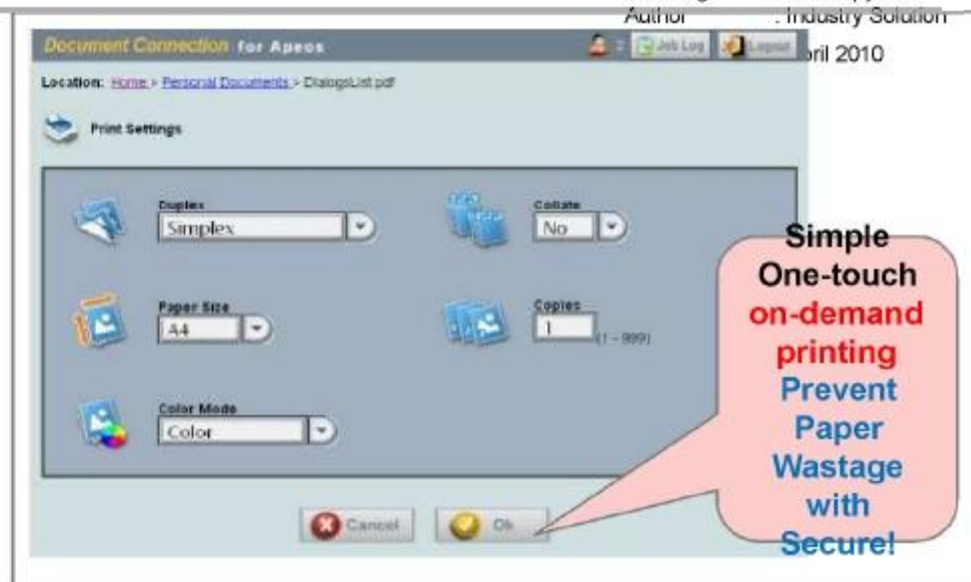 Author : Industry Solution
Document Connection for Apeos
Job Log
Logout
pril 2010
Location: Home > Personal Documents > DialogsList.pdf
Print Settings
Duplex
Simplex
Collate
No
Paper Size
A4
Copies
1
(1 - 999)
Color Mode
Color
Cancel
Ok
Simple
One-touch
on-demand
printing
Prevent
Paper
Wastage
with
Secure!